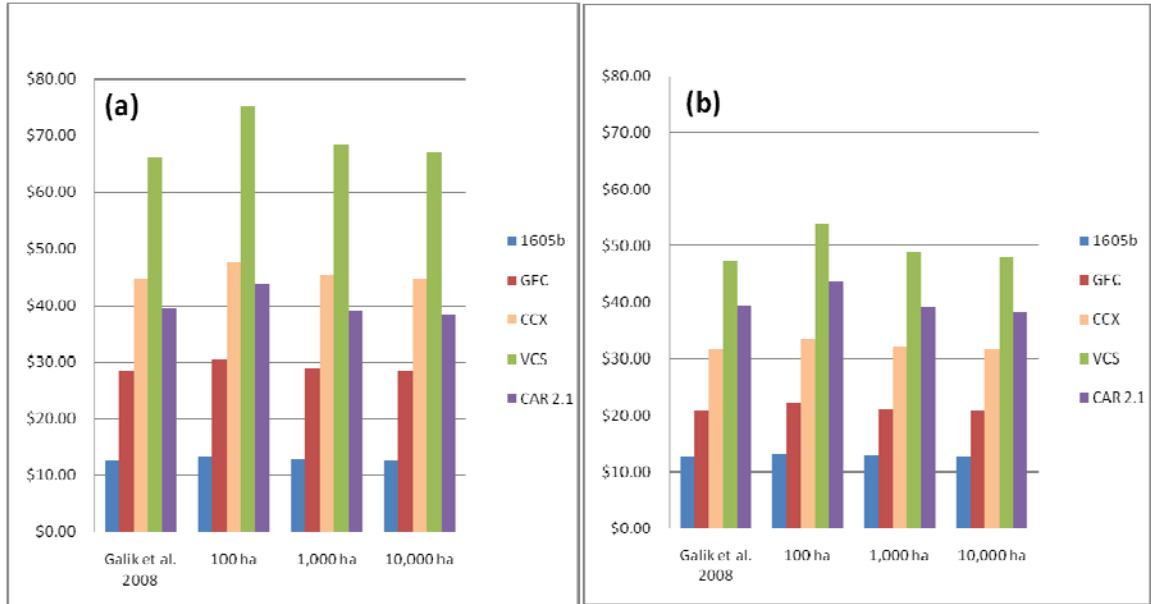 (a)
$80.00
$70.00
$60.00
$50.00
$40.00
$30.00
$20.00
$10.00
$0.00
Galik et al. 2008
100 ha
1,000 ha
10,000 ha
1605b
GFC
CCX
VCS
CAR 2.1
(b)
$80.00
$70.00
$60.00
$50.00
$40.00
$30.00
$20.00
$10.00
$0.00
Galik et al.
2008
100 ha
1,000 ha
10,000 ha
1605b
GFC
CCX
VCS
CAR 2.1